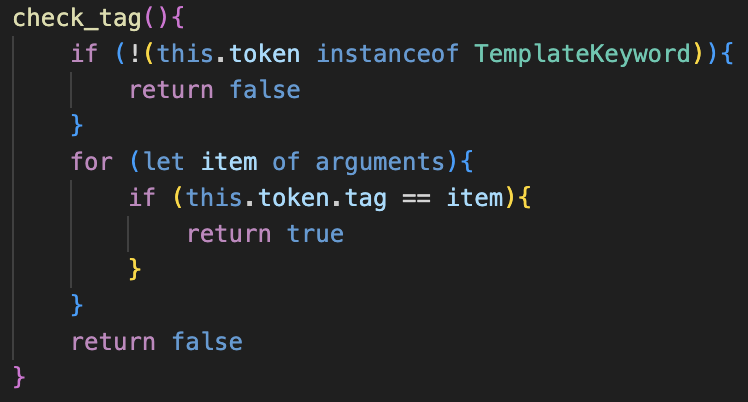 check_tag(){
    if (!(this.token instanceof TemplateKeyword)){
        return false
    }
    for (let item of arguments){
        if (this.token.tag == item){
            return true
        }
    }
    return false
}